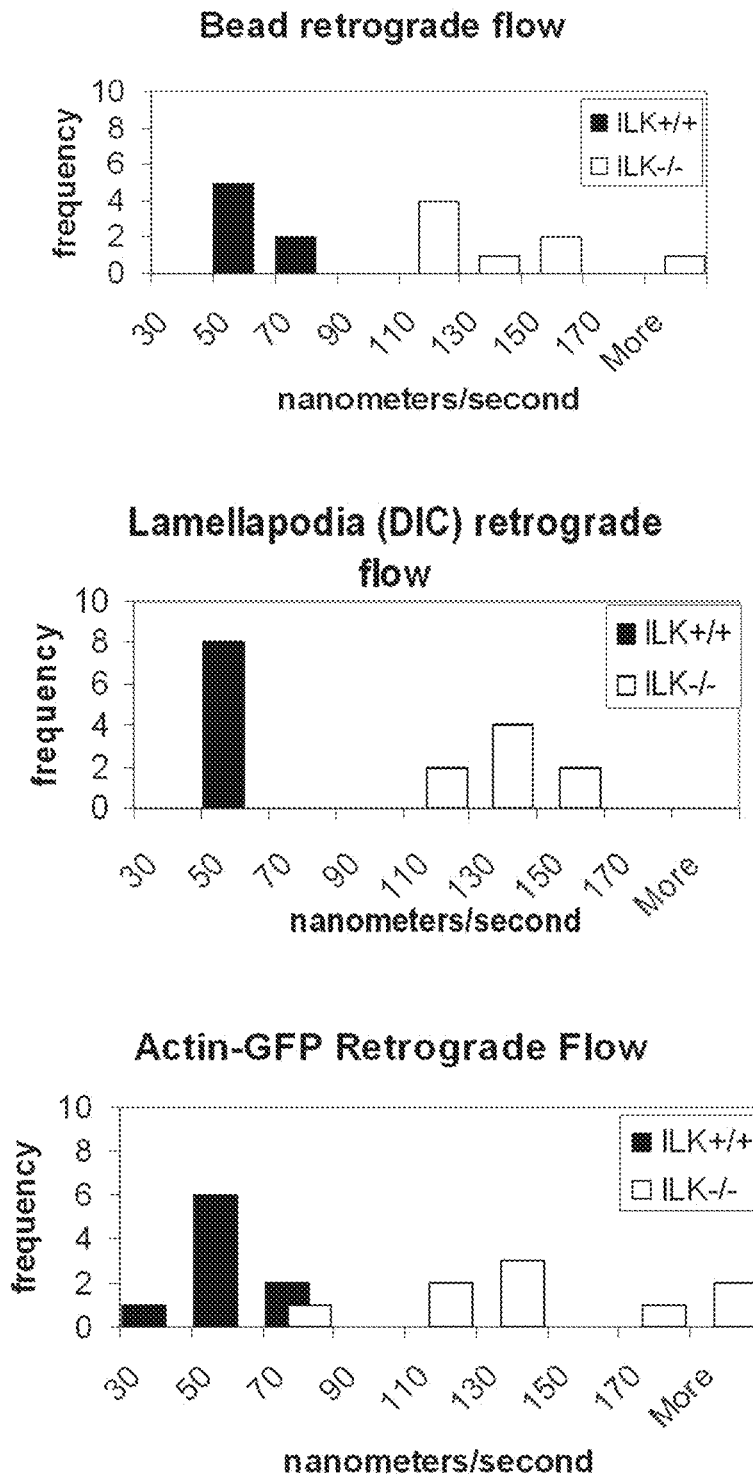 Bead retrograde flow
10
8
6
4
2
0
frequency
ILK+/+
ILK-/-
30 50 70 90 110 130 150 170 More
nanometers/second
Lamellapodia (DIC) retrograde
flow
10
8
6
4
2
0
frequency
ILK+/+
ILK-/-
30 50 70 90 110 130 150 170 More
nanometers/second
Actin-GFP Retrograde Flow
10
8
6
4
2
0
frequency
ILK+/+
ILK-/-
30 50 70 90 110 130 150 170 More
nanometers/second